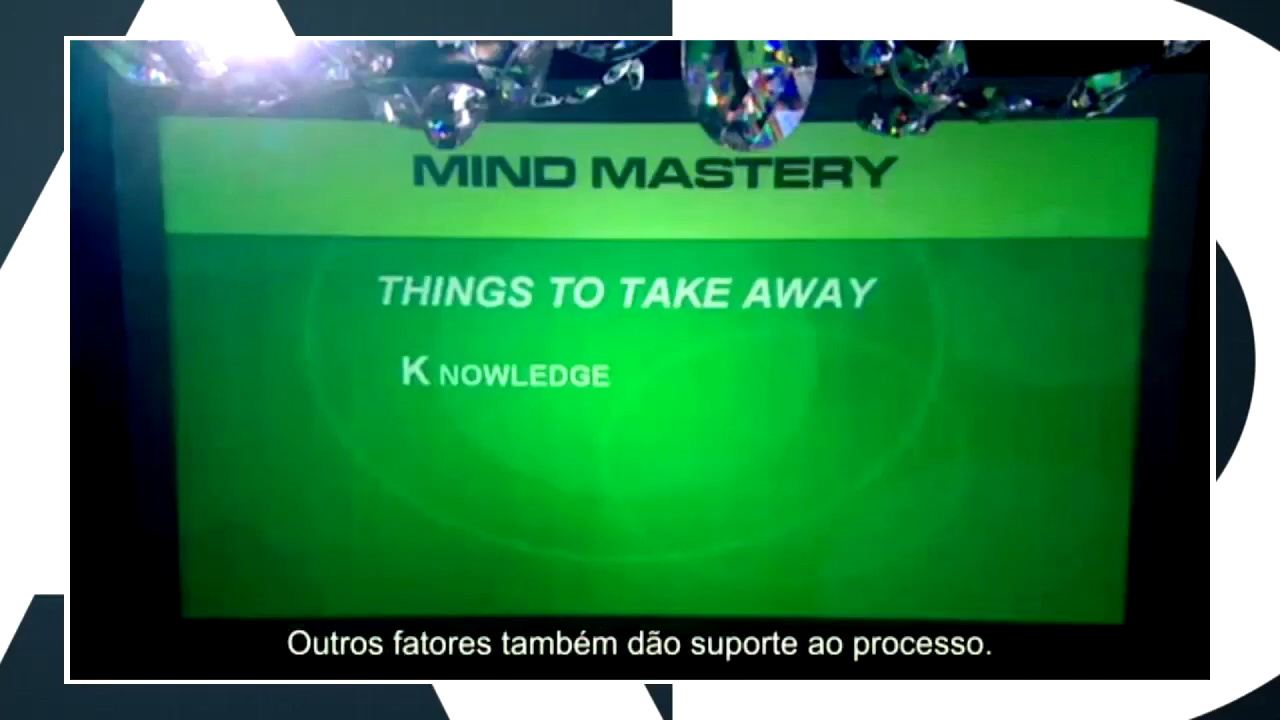 MIND MASTERY
THINGS TO TAKE AWAY
K NOWLEDGE
Outros fatores também dão suporte ao processo.